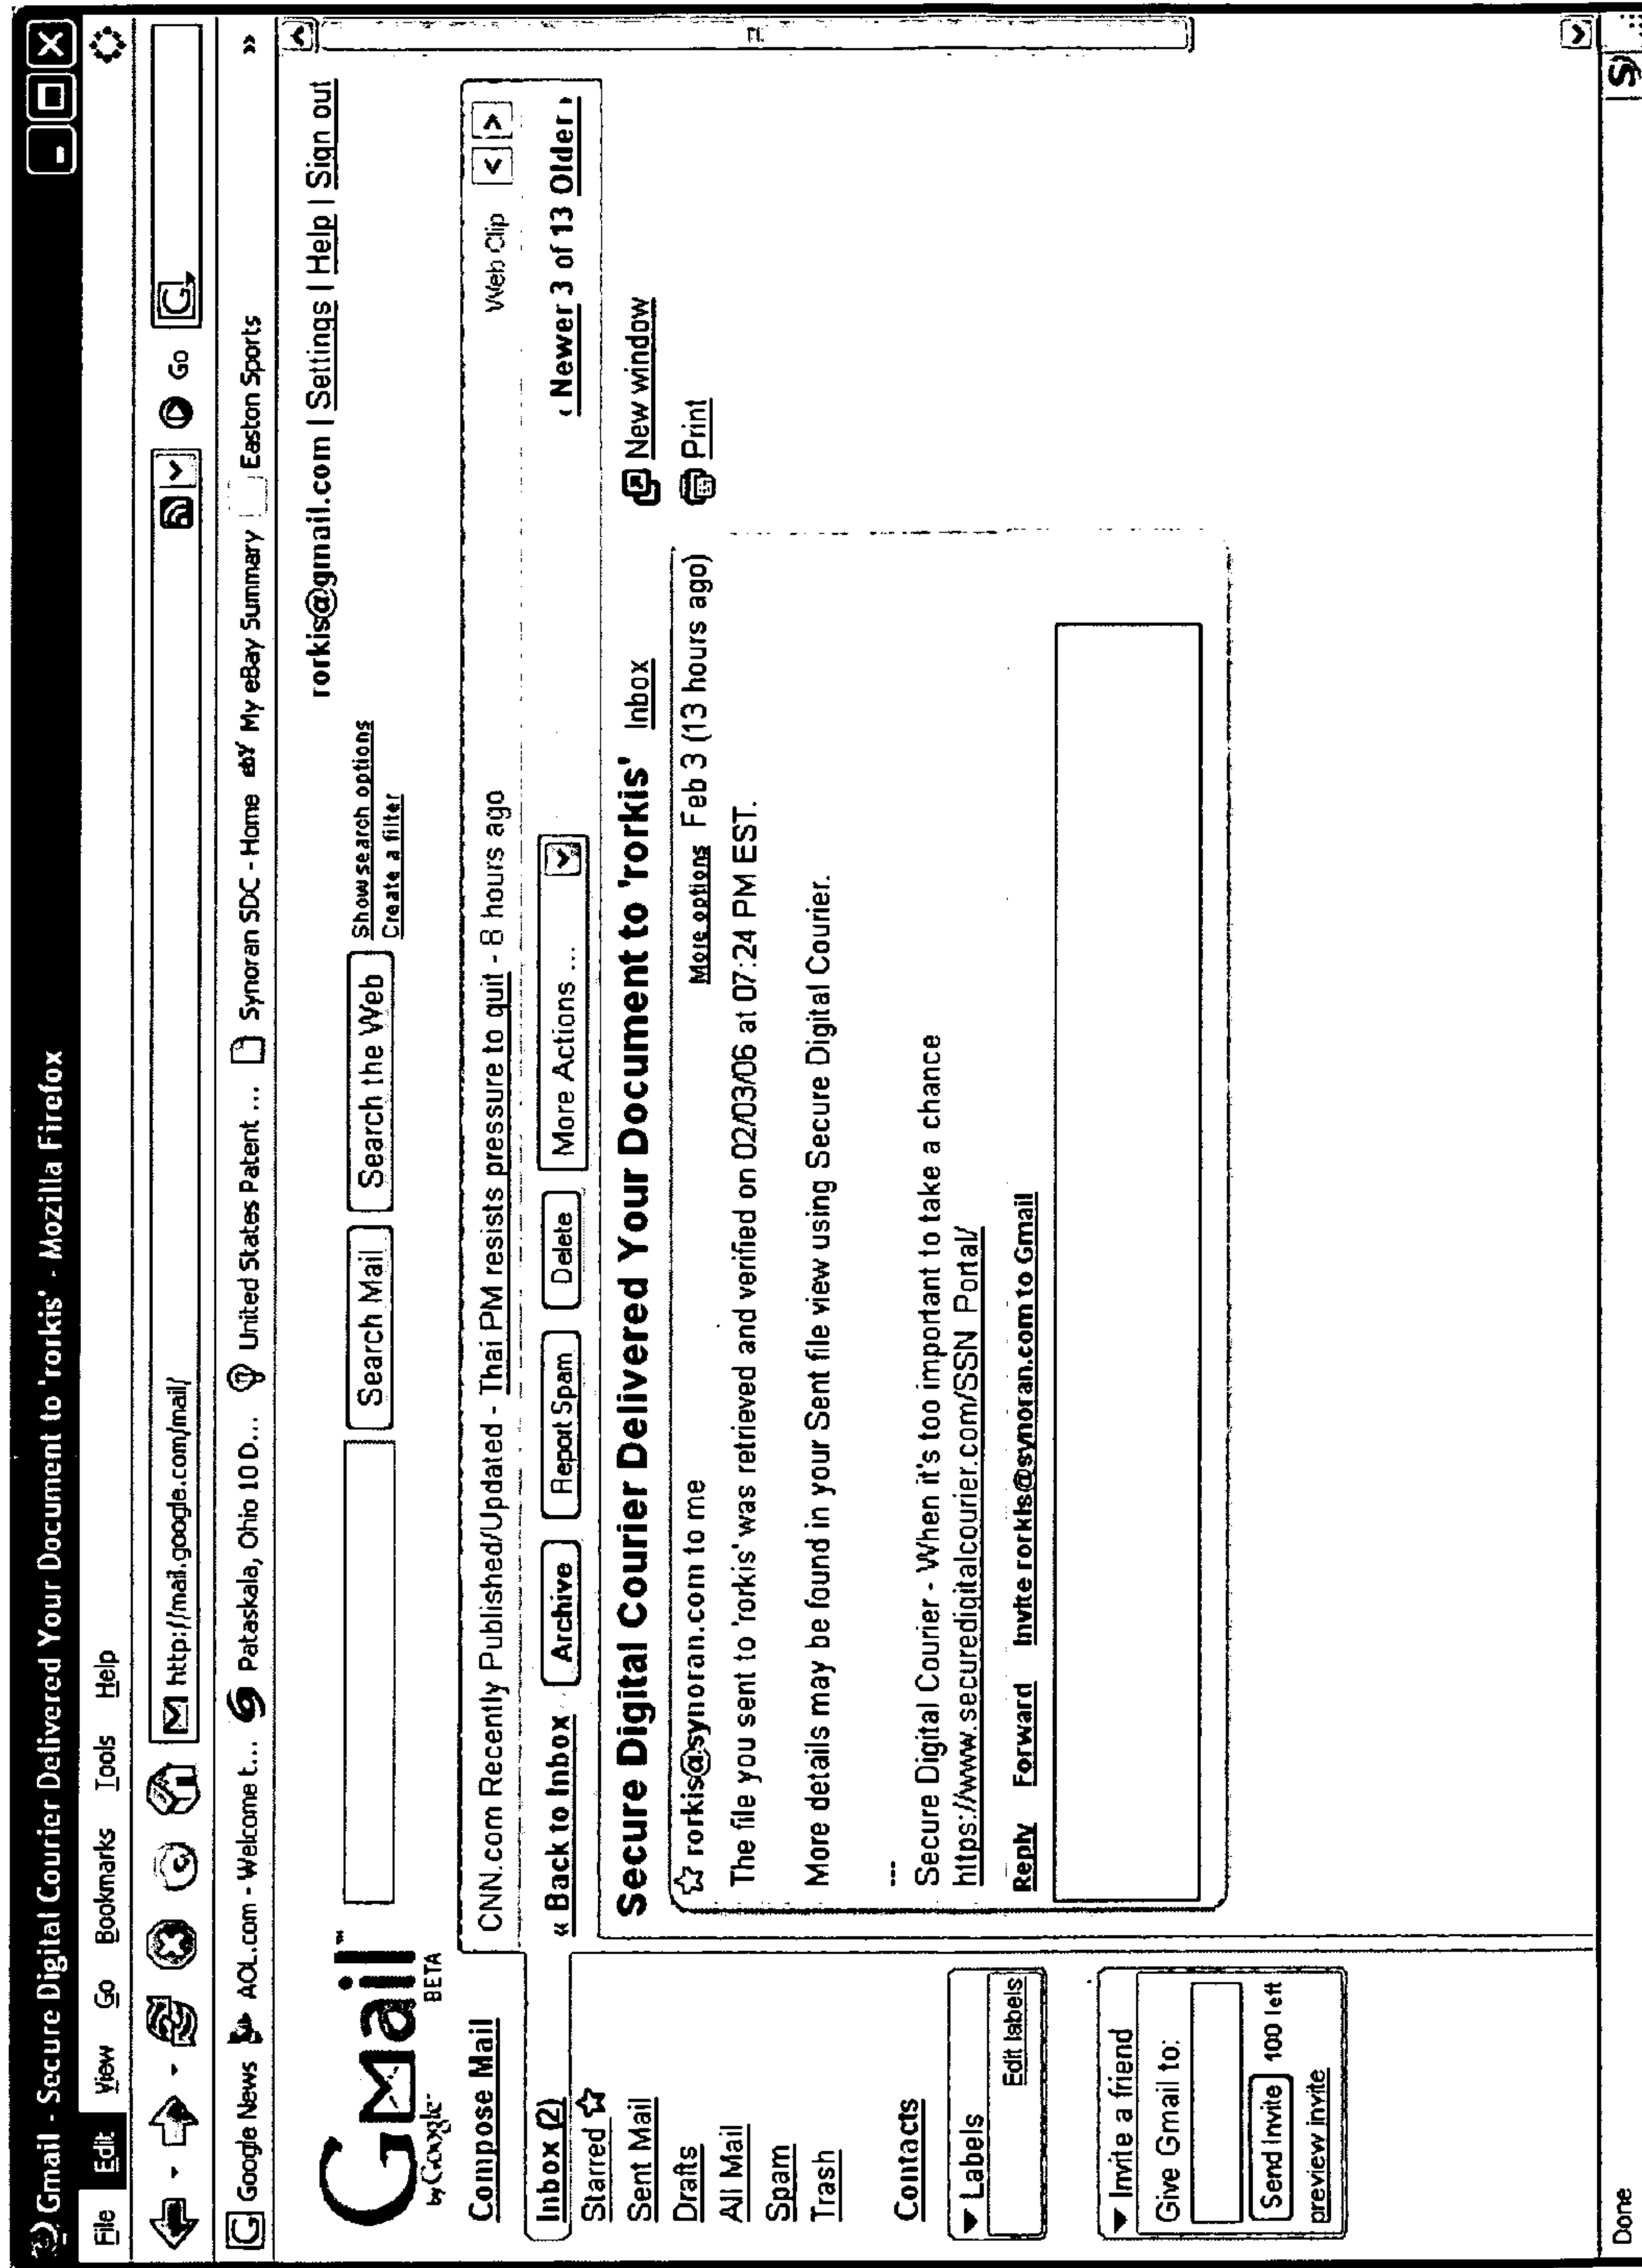 Gmail - Secure Digital Courier Delivered Your Document to 'rorkis' - Mozilla Firefox
File Edit View Go Bookmarks Tools Help
http://mail.google.com/mail/ Go G
Google News AOL.com - Welcome t... Pataskala, Ohio 10 D... United States Patent ... Synoran SDC - Home My eBay Summary Easton Sports »
rorkis@gmail.com | Settings | Help | Sign out
Gmail™
by Google
BETA
Search Mail Search the Web
Show search options
Create a filter
Compose Mail
Inbox (2)
Starred
Sent Mail
Drafts
All Mail
Spam
Trash
Contacts
Labels
Edit labels
Invite a friend
Give Gmail to:
Send Invite 100 left
preview invite
CNN.com Recently Published/Updated - Thai PM resists pressure to quit - 8 hours ago Web Clip < >
« Back to Inbox Archive Report Spam Delete More Actions ... ‹ Newer 3 of 13 Older ›
Secure Digital Courier Delivered Your Document to 'rorkis' Inbox
New window
Print
rorkis@synoran.com to me More options Feb 3 (13 hours ago)
The file you sent to 'rorkis' was retrieved and verified on 02/03/06 at 07:24 PM EST.
More details may be found in your Sent file view using Secure Digital Courier.
---
Secure Digital Courier - When it's too important to take a chance
https://www.securedigitalcourier.com/SSN_Portal/
Reply Forward Invite rorkis@synoran.com to Gmail
Done